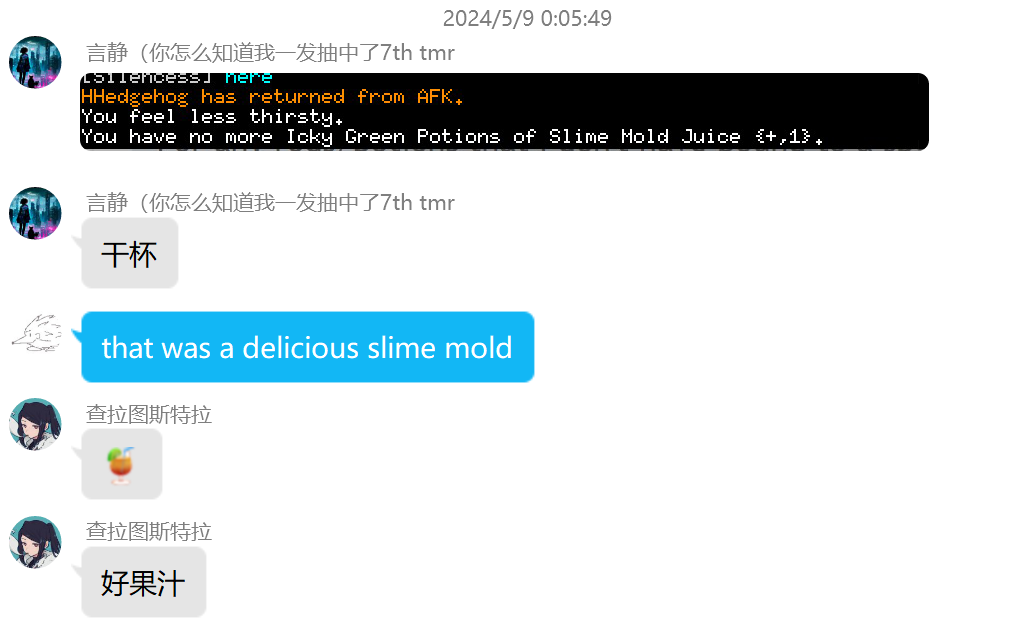 2024/5/9 0:05:49
言静（你怎么知道我一发抽中了7th tmr
[Silencess] here
HHedgehog has returned from AFK.
You feel less thirsty.
You have no more Icky Green Potions of Slime Mold Juice {+,1}.
言静（你怎么知道我一发抽中了7th tmr
干杯
that was a delicious slime mold
查拉图斯特拉
查拉图斯特拉
好果汁